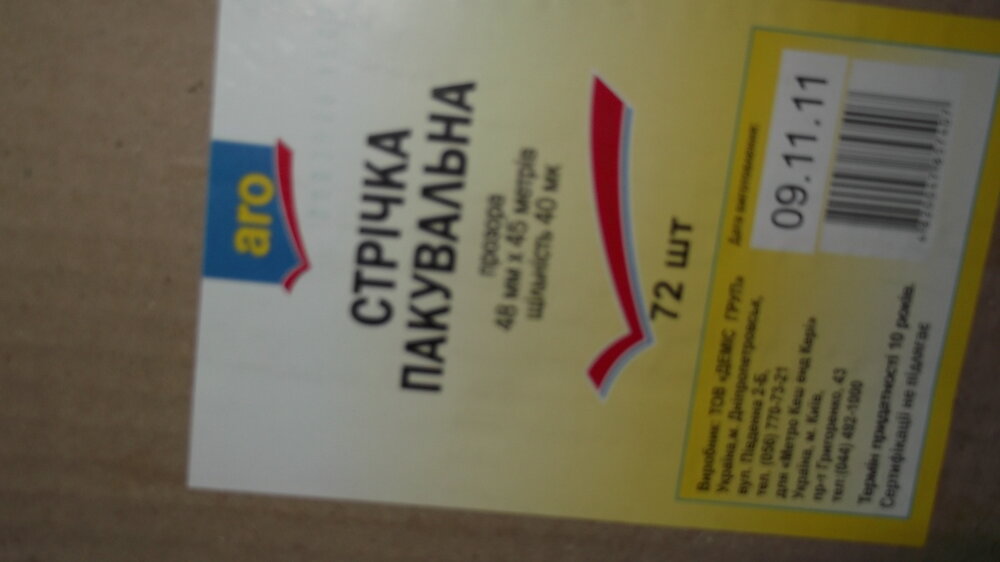 aro
СТРІЧКА
ПАКУВАЛЬНА
прозора
48 мм х 45 метрів
щільність 40 мк
72 шт
Виробник: ТОВ «ДЕМІС ГРУП»
Україна,м. Дніпропетровськ,
вул. Південна 2-Б,
тел. (056) 770-73-21
для «Метро Кеш енд Кері»
Україна, м. Київ,
пр-т Григоренко, 43
тел.(044) 492-1000
Термін придатності 10 років.
Сертифікації не підлягає
Дата виготовлення:
09.11.11